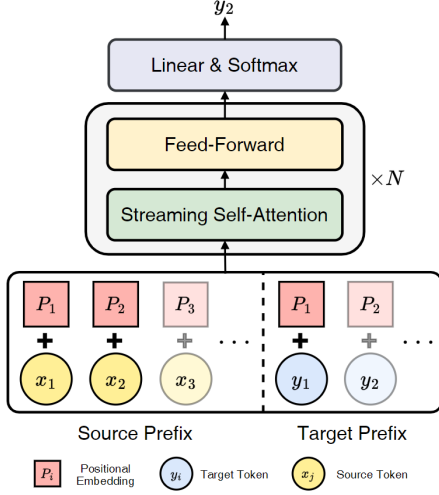 y₂
Linear & Softmax
Feed-Forward
× N
Streaming Self-Attention
P₁ P₂ P₃ P₁ P₂
+ + + ... + + ...
x₁ x₂ x₃ y₁ y₂
Source Prefix Target Prefix
Pᵢ Positional Embedding yᵢ Target Token xⱼ Source Token